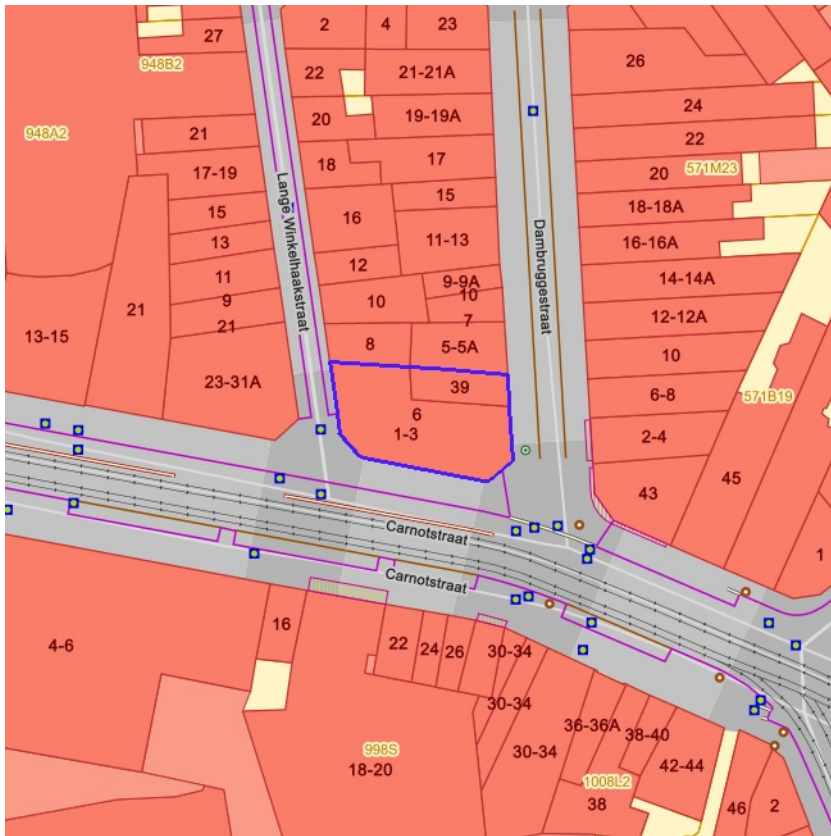 2
4
23
27
948B2
26
22
21-21A
24
20
19-19A
948A2
21
22
18
17
20
571M23
17-19
15
18-18A
15
16
13
11-13
16-16A
12
Lange Winkelhaakstraat
Dambruggestraat
11
9-9A
14-14A
9
10
10
21
7
12-12A
21
13-15
8
5-5A
10
23-31A
39
6-8
571B19
6
1-3
2-4
45
43
Carnotstraat
1
Carnotstraat
16
4-6
22
24
26
30-34
30-34
36-36A
38-40
998S
30-34
18-20
42-44
1008L2
38
46
2